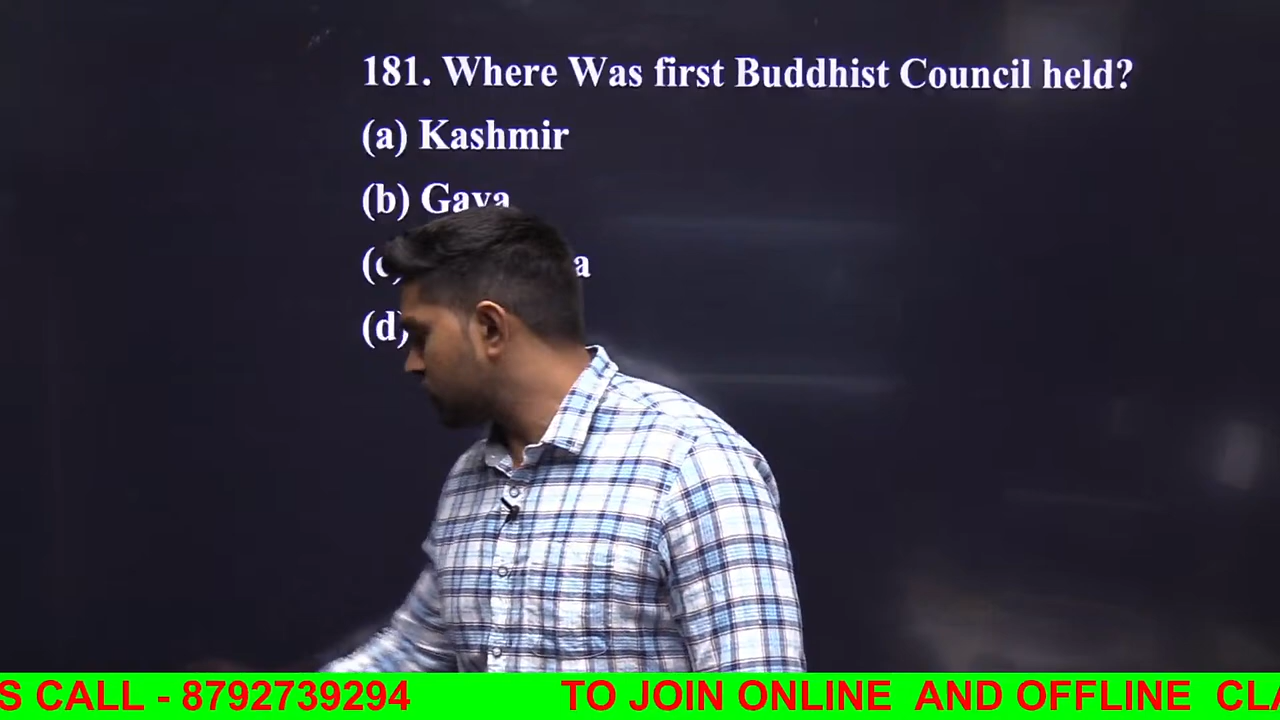 181. Where Was first Buddhist Council held?
(a) Kashmir
(b) Gaya
(c)
(d)
S CALL - 8792739294 TO JOIN ONLINE AND OFFLINE